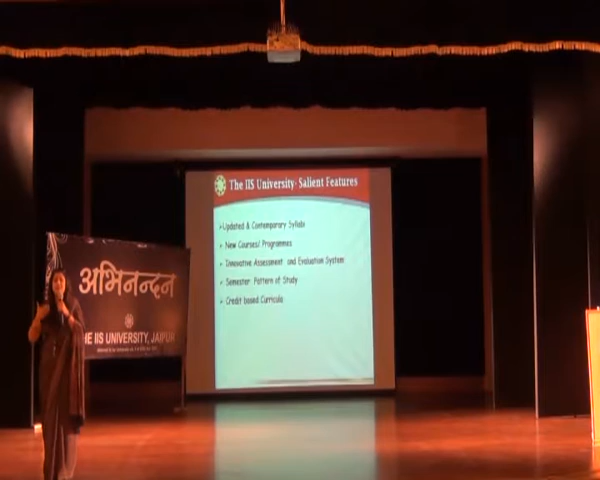 The IIS University- Salient Features
Updated & Contemporary Syllabi
New Courses/ Programmes
Innovative Assessment and Evaluation System
Semester Pattern of Study
Credit based Curricula
अभिनन्दन
THE IIS UNIVERSITY, JAIPUR